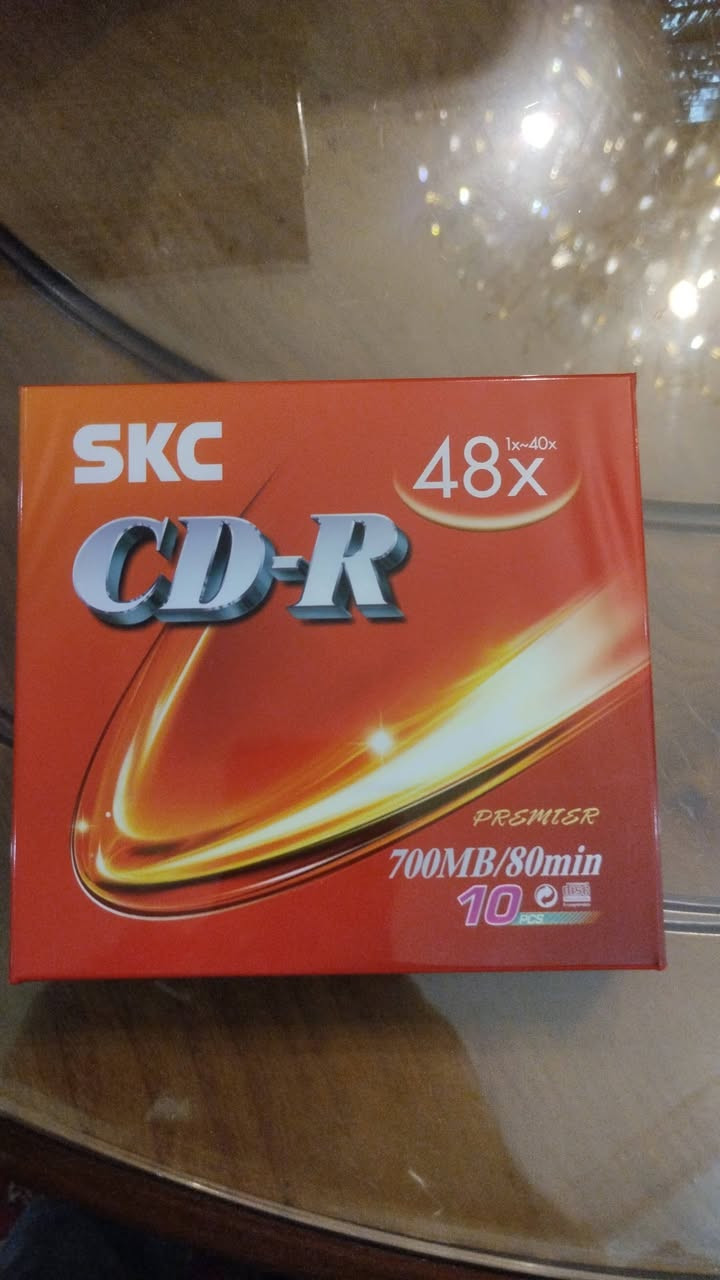 SKC
48x 1x~40x
CD-R
PREMIER
700MB/80min
10 PCS